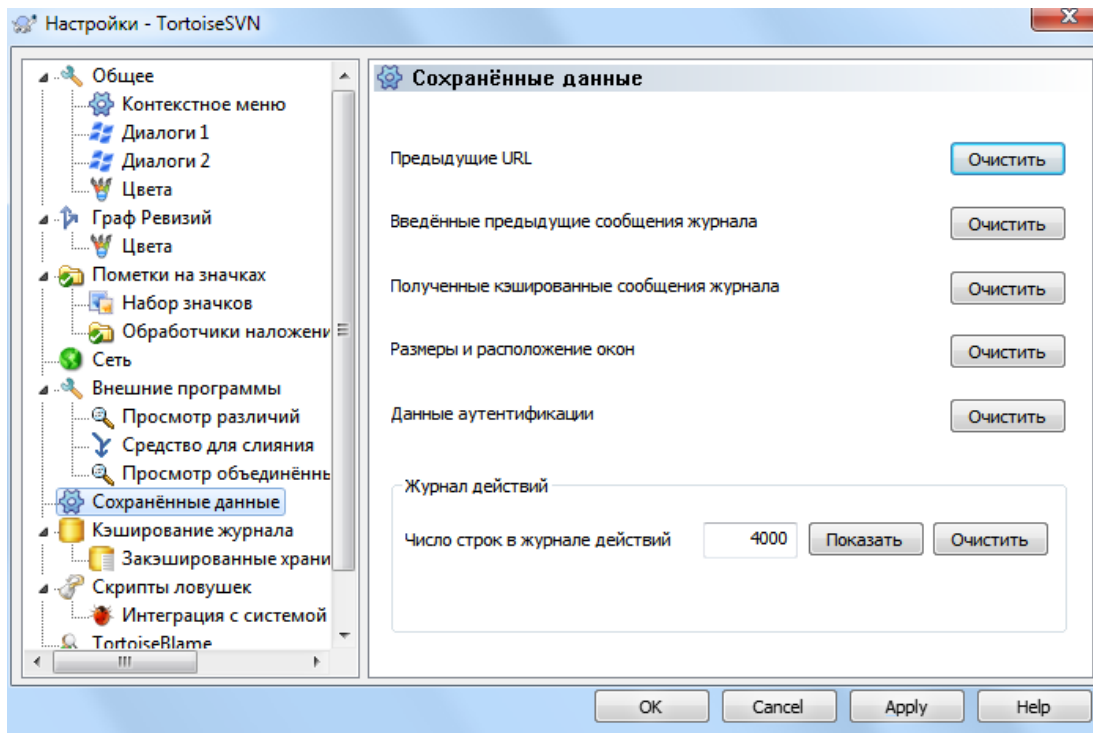 Настройки - TortoiseSVN
Общее
Контекстное меню
Диалоги 1
Диалоги 2
Цвета
Граф Ревизий
Цвета
Пометки на значках
Набор значков
Обработчики наложени
Сеть
Внешние программы
Просмотр различий
Средство для слияния
Просмотр объединённь
Сохранённые данные
Кэширование журнала
Закэшированные храни
Скрипты ловушек
Интеграция с системой
TortoiseBlame
Сохранённые данные
Предыдущие URL Очистить
Введённые предыдущие сообщения журнала Очистить
Полученные кэшированные сообщения журнала Очистить
Размеры и расположение окон Очистить
Данные аутентификации Очистить
Журнал действий
Число строк в журнале действий 4000 Показать Очистить
OK Cancel Apply Help